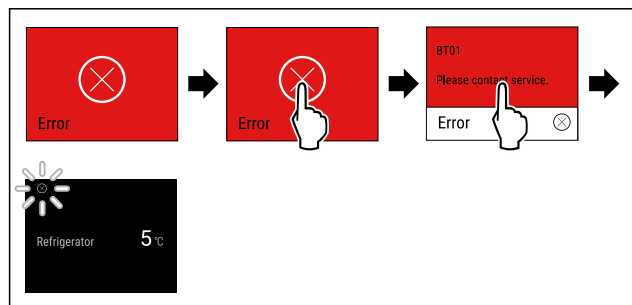 Error
Error
BT01
Please contact service.
Error
Refrigerator 5 °C